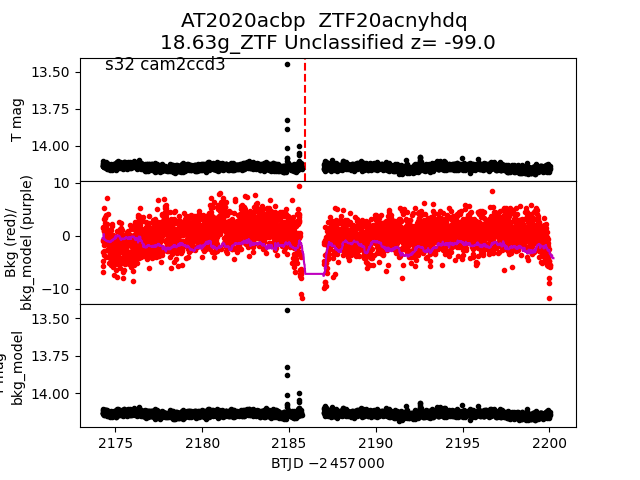 AT2020acbp  ZTF20acnyhdq
18.63g_ZTF Unclassified z= -99.0
s32 cam2ccd3
13.50
13.75
14.00
T mag
10
0
−10
Bkg (red)/
bkg_model (purple)
13.50
13.75
14.00
bkg_model
2175
2180
2185
2190
2195
2200
BTJD −2 457 000